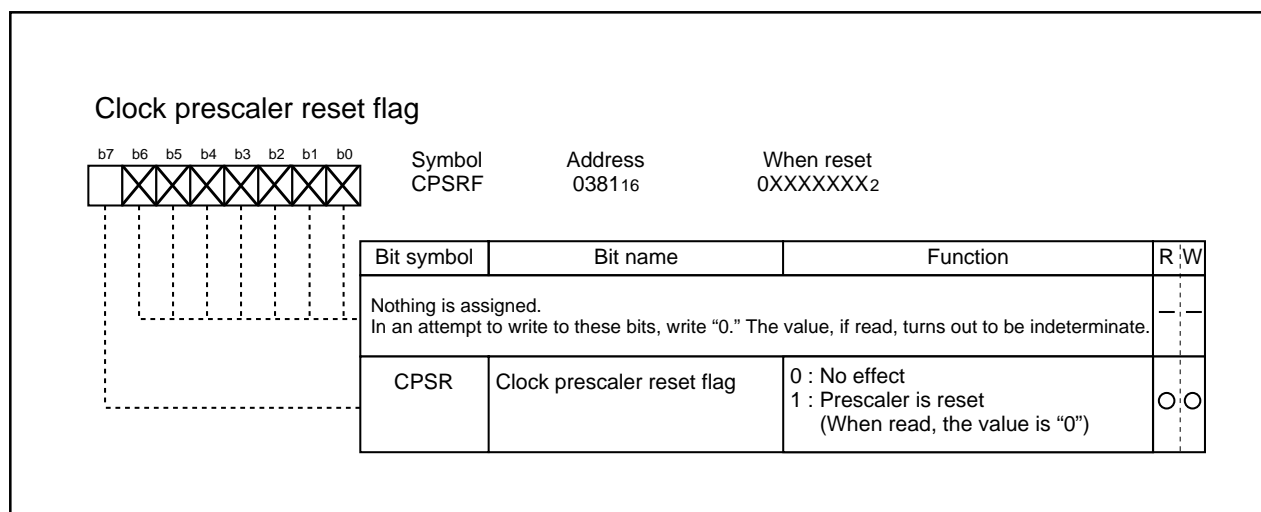 Clock prescaler reset flag
b7 b6 b5 b4 b3 b2 b1 b0
Symbol Address When reset
CPSRF 038116 0XXXXXXX2
Bit symbol Bit name Function R W
Nothing is assigned.
In an attempt to write to these bits, write “0.” The value, if read, turns out to be indeterminate.
CPSR Clock prescaler reset flag 0 : No effect
1 : Prescaler is reset
(When read, the value is “0”)